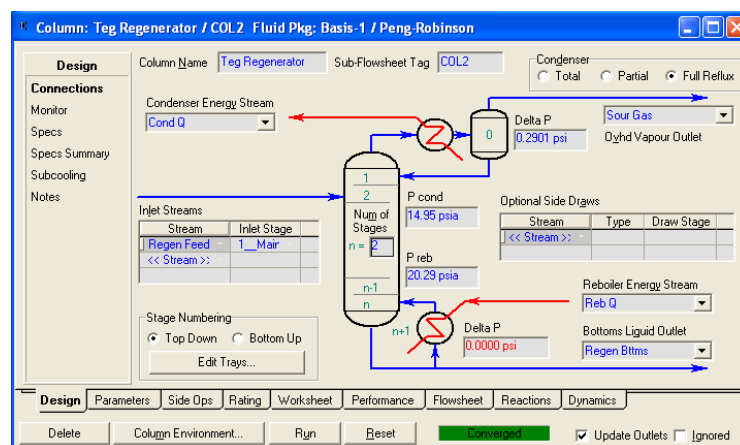 Column: Teg Regenerator / COL2 Fluid Pkg: Basis-1 / Peng-Robinson
Design
Connections
Monitor
Specs
Specs Summary
Subcooling
Notes
Column Name Teg Regenerator Sub-Flowsheet Tag COL2
Condenser
Total Partial Full Reflux
Condenser Energy Stream
Cond Q
0
Delta P
0.2901 psi
Sour Gas
Ovhd Vapour Outlet
1
2
Num of
Stages
n = 2
n-1
n
n+1
P cond
14.95 psia
P reb
20.29 psia
Delta P
0.0000 psi
Inlet Streams
Stream Inlet Stage
Regen Feed 1__Mair
<< Stream >>
Optional Side Draws
Stream Type Draw Stage
<< Stream >>
Reboiler Energy Stream
Reb Q
Bottoms Liquid Outlet
Regen Bttms
Stage Numbering
Top Down Bottom Up
Edit Trays...
Design Parameters Side Ops Rating Worksheet Performance Flowsheet Reactions Dynamics
Delete Column Environment... Run Reset Converged Update Outlets Ignored